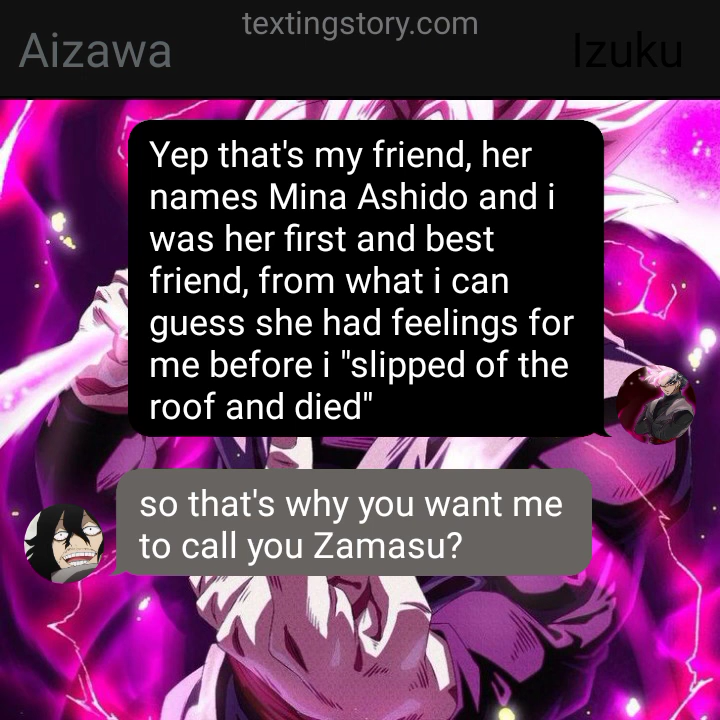 textingstory.com
Aizawa
Izuku
Yep that's my friend, her
names Mina Ashido and i
was her first and best
friend, from what i can
guess she had feelings for
me before i "slipped of the
roof and died"
so that's why you want me
to call you Zamasu?